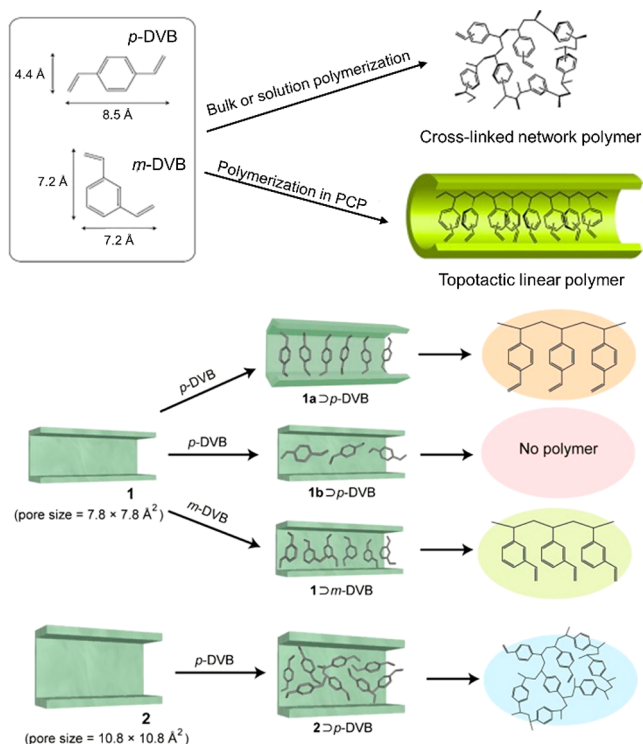 p-DVB
4.4 Å
8.5 Å
m-DVB
7.2 Å
7.2 Å
Bulk or solution polymerization
Polymerization in PCP
Cross-linked network polymer
Topotactic linear polymer
p-DVB
1a⊃p-DVB
1
(pore size = 7.8 × 7.8 Å²)
p-DVB
1b⊃p-DVB
No polymer
m-DVB
1⊃m-DVB
2
(pore size = 10.8 × 10.8 Å²)
p-DVB
2⊃p-DVB